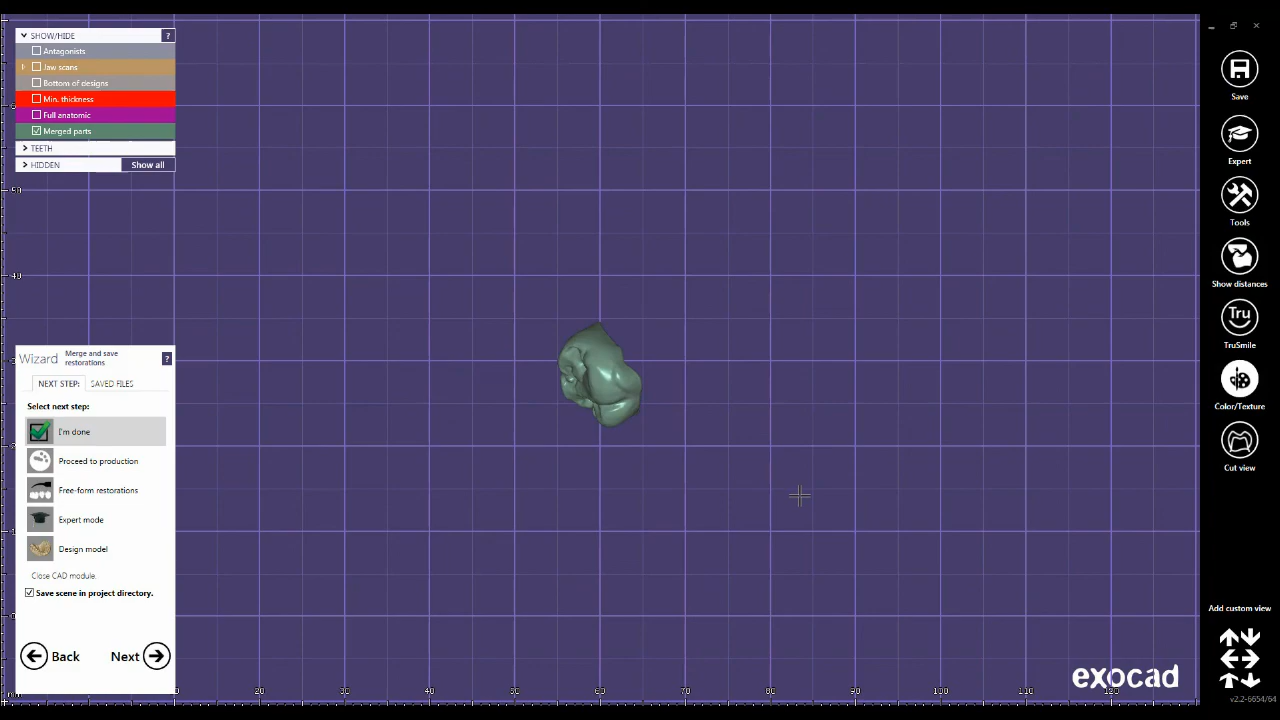 SHOW/HIDE ?
Antagonists
Jaw scans
Bottom of designs
Min. thickness
Full anatomic
Merged parts
TEETH
HIDDEN Show all
Wizard Merge and save restorations ?
NEXT STEP: SAVED FILES
Select next step:
I'm done
Proceed to production
Free-form restorations
Expert mode
Design model
Close CAD module.
Save scene in project directory.
Back Next
Save
Expert
Tools
Show distances
Tru
TruSmile
Color/Texture
Cut view
Add custom view
exocad
v2.2-6654/64
20 30 40 50 60 70 80 90 100 110 120